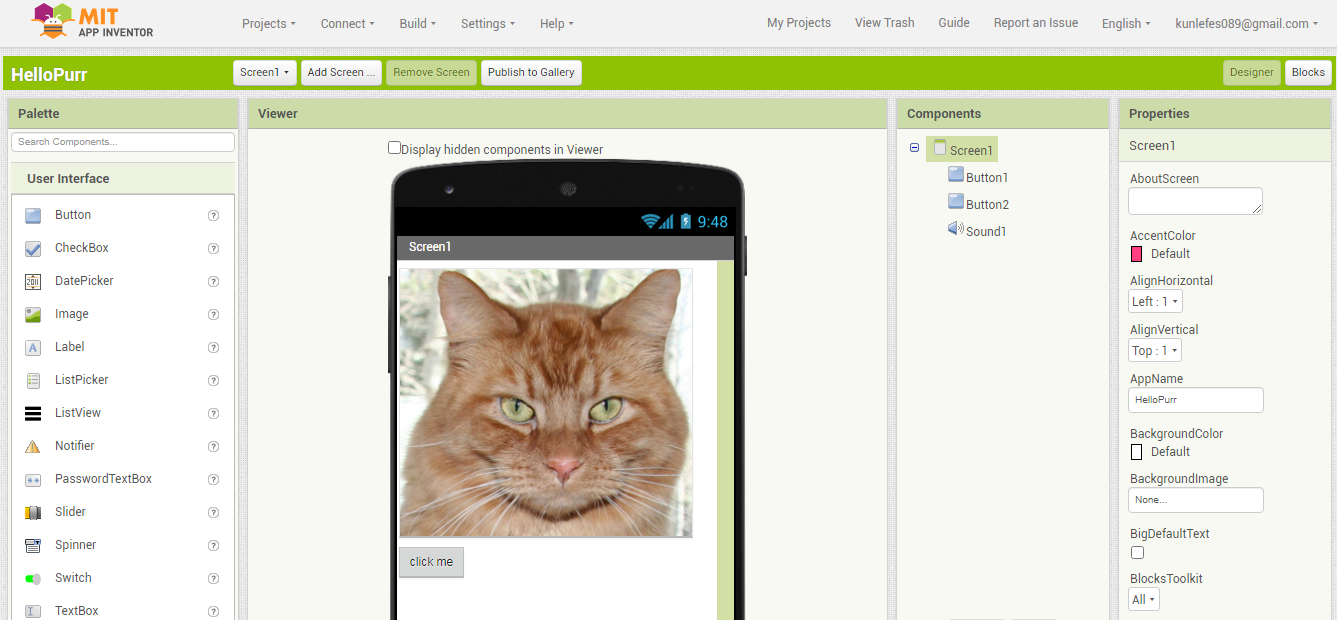 MIT
APP INVENTOR
Projects Connect Build Settings Help My Projects View Trash Guide Report an Issue English kunlefes089@gmail.com
HelloPurr Screen1 Add Screen ... Remove Screen Publish to Gallery Designer Blocks
Palette
Search Components...
User Interface
Button ?
CheckBox ?
DatePicker ?
Image ?
Label ?
ListPicker ?
ListView ?
Notifier ?
PasswordTextBox ?
Slider ?
Spinner ?
Switch ?
TextBox ?
Viewer
Display hidden components in Viewer
9:48
Screen1
click me
Components
Screen1
Button1
Button2
Sound1
Properties
Screen1
AboutScreen
AccentColor
Default
AlignHorizontal
Left : 1
AlignVertical
Top : 1
AppName
HelloPurr
BackgroundColor
Default
BackgroundImage
None...
BigDefaultText
BlocksToolkit
All